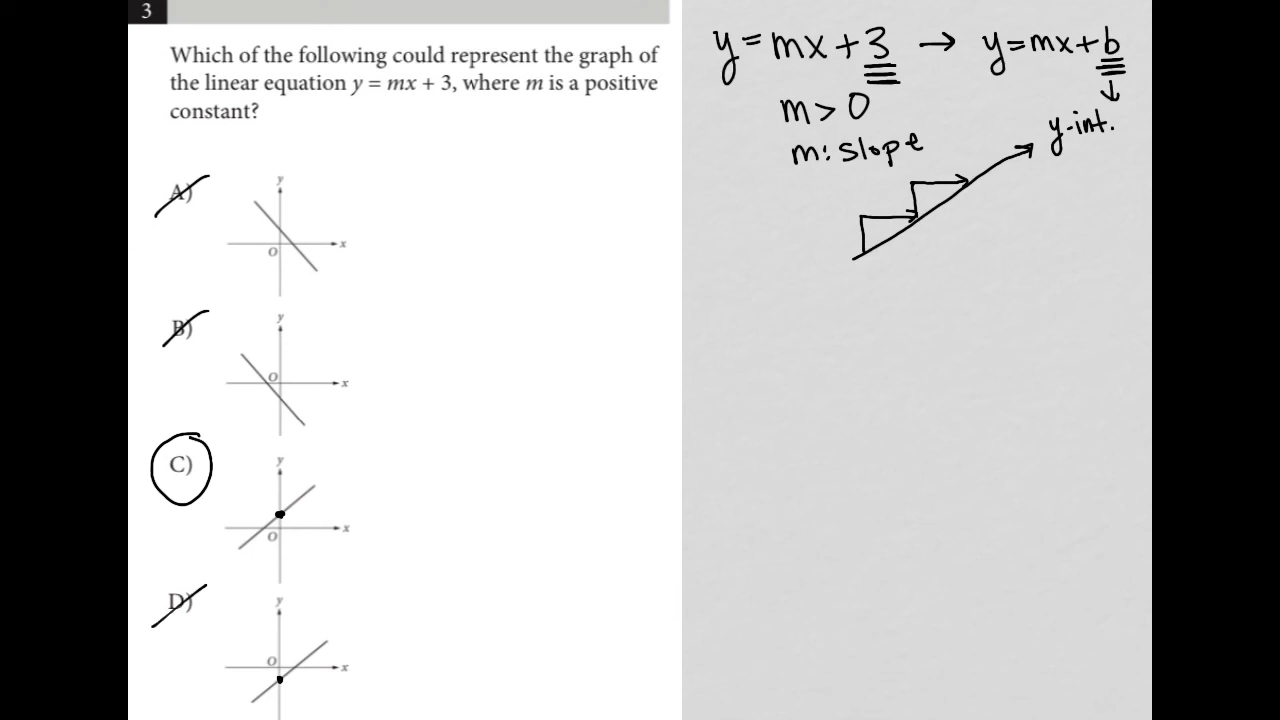 3
Which of the following could represent the graph of
the linear equation y = mx + 3, where m is a positive
constant?
A)
y
x
O
B)
y
O
x
C)
y
x
O
D)
y
O
x
y = mx + 3 → y = mx + b
m > 0
y-int.
m: slope